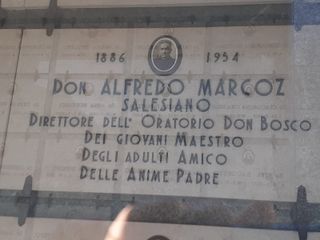 1886 1954
DON ALFREDO MARGOZ
SALESIANO
DIRETTORE DELL' ORATORIO DON BOSCO
DEI GIOVANI MAESTRO
DEGLI ADULTI AMICO
DELLE ANIME PADRE